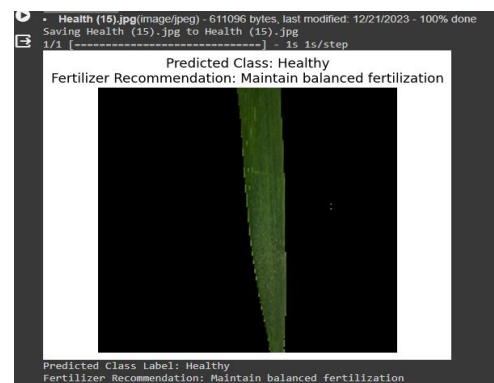 • Health (15).jpg(image/jpeg) - 611096 bytes, last modified: 12/21/2023 - 100% done
Saving Health (15).jpg to Health (15).jpg
1/1 [==============================] - 1s 1s/step
Predicted Class: Healthy
Fertilizer Recommendation: Maintain balanced fertilization
Predicted Class Label: Healthy
Fertilizer Recommendation: Maintain balanced fertilization